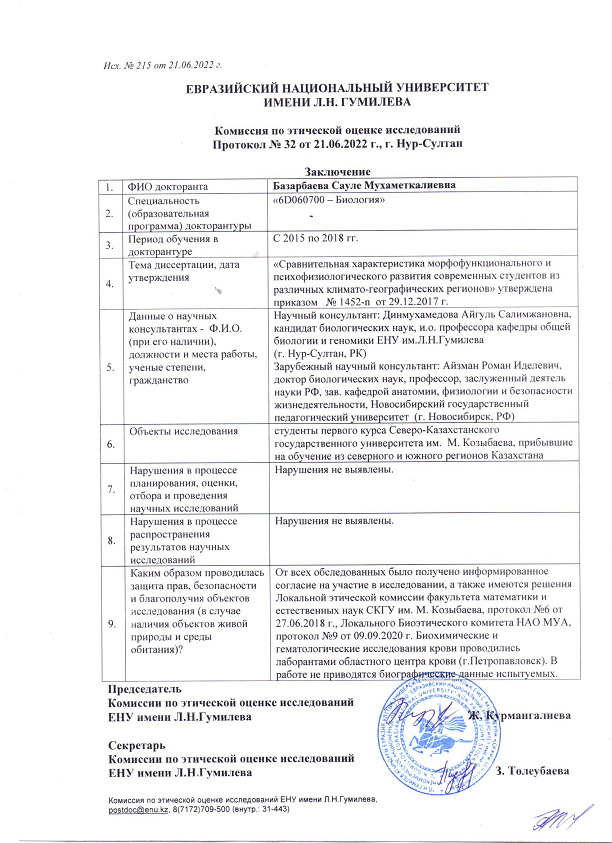 Исх. № 215 от 21.06.2022 г.
ЕВРАЗИЙСКИЙ НАЦИОНАЛЬНЫЙ УНИВЕРСИТЕТ
ИМЕНИ Л.Н. ГУМИЛЕВА
Комиссия по этической оценке исследований
Протокол № 32 от 21.06.2022 г., г. Нур-Султан
Заключение
1. ФИО докторанта Базарбаева Сауле Мухаметкалиевна
2. Специальность
(образовательная
программа) докторантуры
«6D060700 – Биология»
3. Период обучения в
докторантуре
С 2015 по 2018 гг.
4. Тема диссертации, дата
утверждения
«Сравнительная характеристика морфофункционального и
психофизиологического развития современных студентов из
различных климато-географических регионов» утверждена
приказом № 1452-п от 29.12.2017 г.
5. Данные о научных
консультантах - Ф.И.О.
(при его наличии),
должности и места работы,
ученые степени,
гражданство
Научный консультант: Динмухамедова Айгуль Салимжановна,
кандидат биологических наук, и.о. профессора кафедры общей
биологии и геномики ЕНУ им.Л.Н.Гумилева
(г. Нур-Султан, РК)
Зарубежный научный консультант: Айзман Роман Иделевич,
доктор биологических наук, профессор, заслуженный деятель
науки РФ, зав. кафедрой анатомии, физиологии и безопасности
жизнедеятельности, Новосибирский государственный
педагогический университет (г. Новосибирск, РФ)
6. Объекты исследования
студенты первого курса Северо-Казахстанского
государственного университета им. М. Козыбаева, прибывшие
на обучение из северного и южного регионов Казахстана
7. Нарушения в процессе
планирования, оценки,
отбора и проведения
научных исследований
Нарушения не выявлены.
8. Нарушения в процессе
распространения
результатов научных
исследований
Нарушения не выявлены.
9. Каким образом проводилась
защита прав, безопасности
и благополучия объектов
исследования (в случае
наличия объектов живой
природы и среды
обитания)?
От всех обследованных было получено информированное
согласие на участие в исследовании, а также имеются решения
Локальной этической комиссии факультета математики и
естественных наук СКГУ им. М. Козыбаева, протокол №6 от
27.06.2018 г., Локального Биоэтического комитета НАО МУА,
протокол №9 от 09.09.2020 г. Биохимические и
гематологические исследования крови проводились
лаборантами областного центра крови (г.Петропавловск). В
работе не приводятся биографические данные испытуемых.
Председатель
Комиссии по этической оценке исследований
ЕНУ имени Л.Н.Гумилева Ж. Курмангалиева
Секретарь
Комиссии по этической оценке исследований
ЕНУ имени Л.Н.Гумилева З. Төлеубаева
Комиссия по этической оценке исследований ЕНУ имени Л.Н.Гумилева,
postdoc@enu.kz, 8(7172)709-500 (внутр.: 31-443)